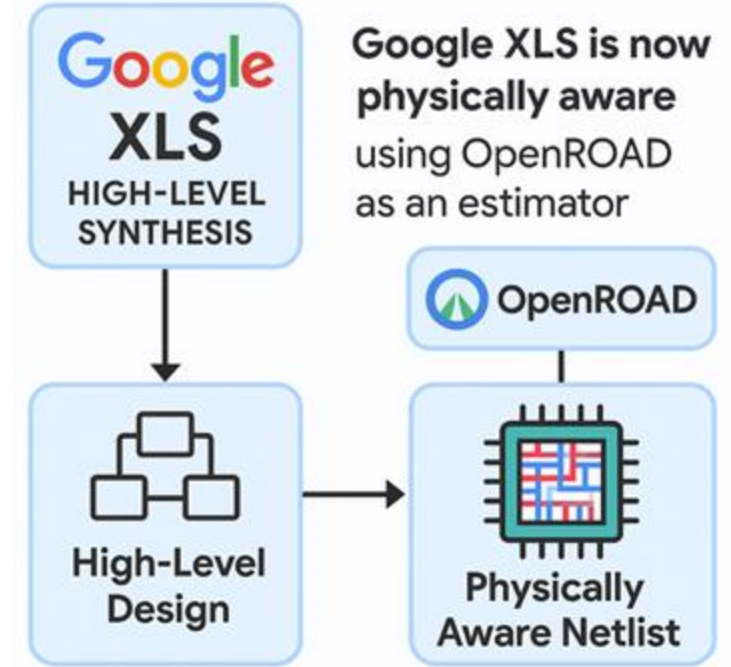 Google
XLS
HIGH-LEVEL
SYNTHESIS
Google XLS is now
physically aware
using OpenROAD
as an estimator
OpenROAD
High-Level
Design
Physically
Aware Netlist